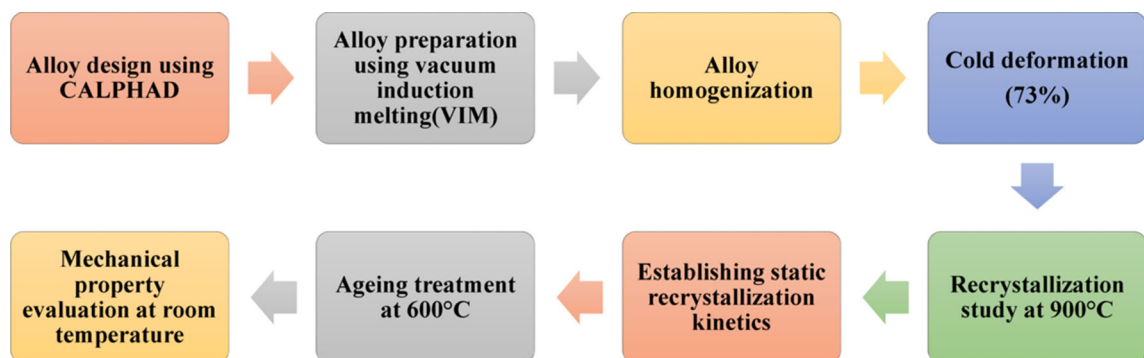 Alloy design using
CALPHAD
Alloy preparation
using vacuum
induction
melting(VIM)
Alloy
homogenization
Cold deformation
(73%)
Recrystallization
study at 900°C
Establishing static
recrystallization
kinetics
Ageing treatment
at 600°C
Mechanical
property
evaluation at room
temperature